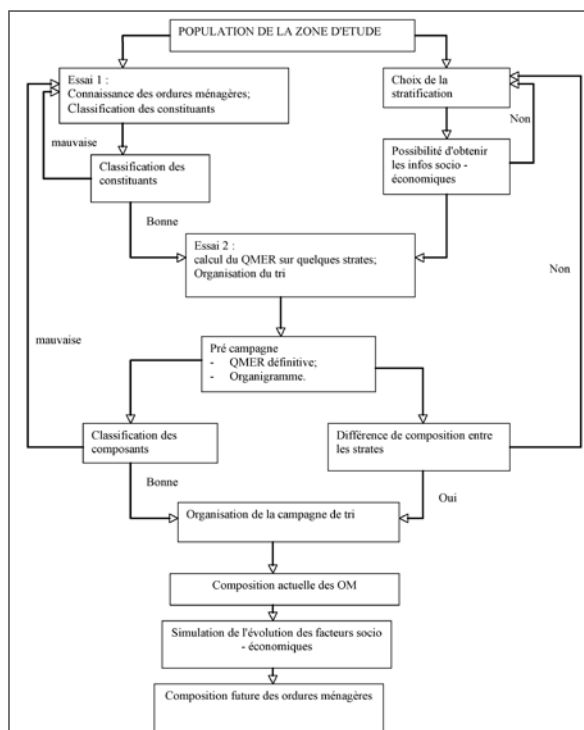 POPULATION DE LA ZONE D'ETUDE
Essai 1 :
Connaissance des ordures ménagères;
Classification des constituants
Choix de la
stratification
Non
mauvaise
Classification des
constituants
Possibilité d'obtenir
les infos socio -
économiques
Bonne
Essai 2 :
calcul du QMER sur quelques strates;
Organisation du tri
Non
mauvaise
Pré campagne
- QMER définitive;
- Organigramme.
Classification des
composants
Différence de composition entre
les strates
Bonne
Oui
Organisation de la campagne de tri
Composition actuelle des OM
Simulation de l'évolution des facteurs socio
- économiques
Composition future des ordures ménagères